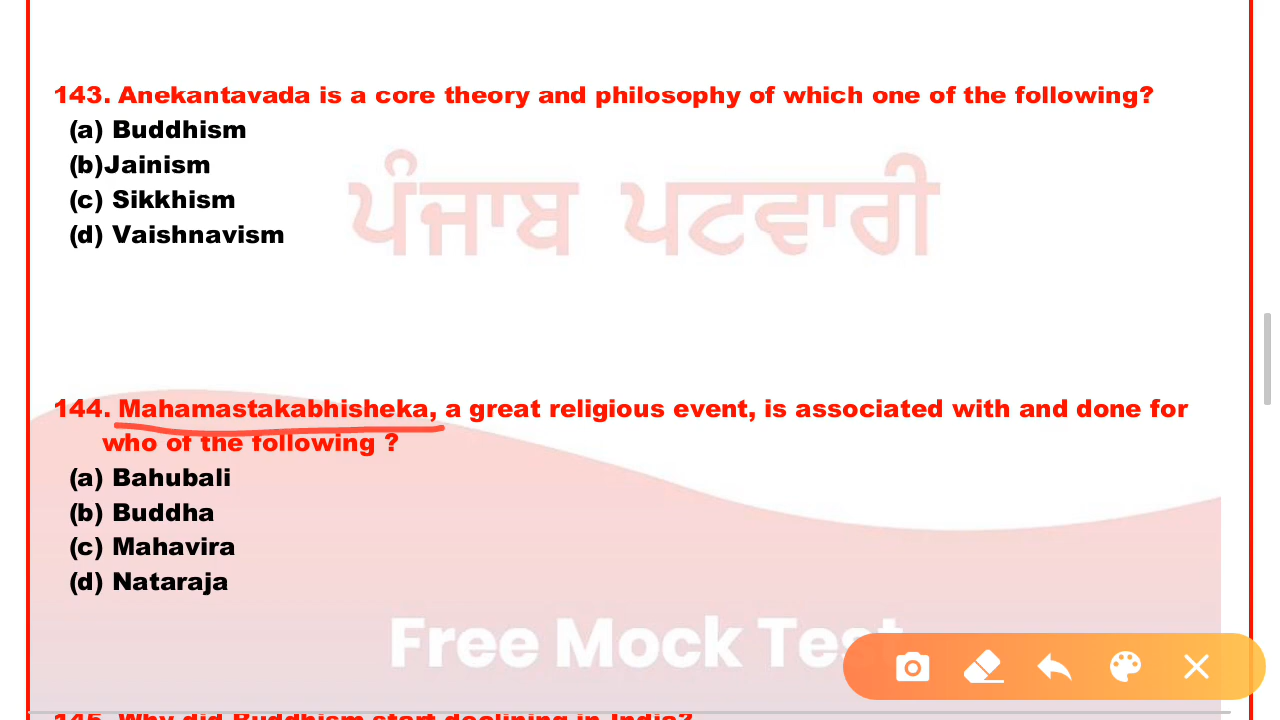 143. Anekantavada is a core theory and philosophy of which one of the following?
(a) Buddhism
(b)Jainism
(c) Sikkhism
(d) Vaishnavism
ਪੰਜਾਬ ਪਟਵਾਰੀ
144. Mahamastakabhisheka, a great religious event, is associated with and done for
who of the following ?
(a) Bahubali
(b) Buddha
(c) Mahavira
(d) Nataraja
Free Mock Test
145. Why did Buddhism start declining in India?